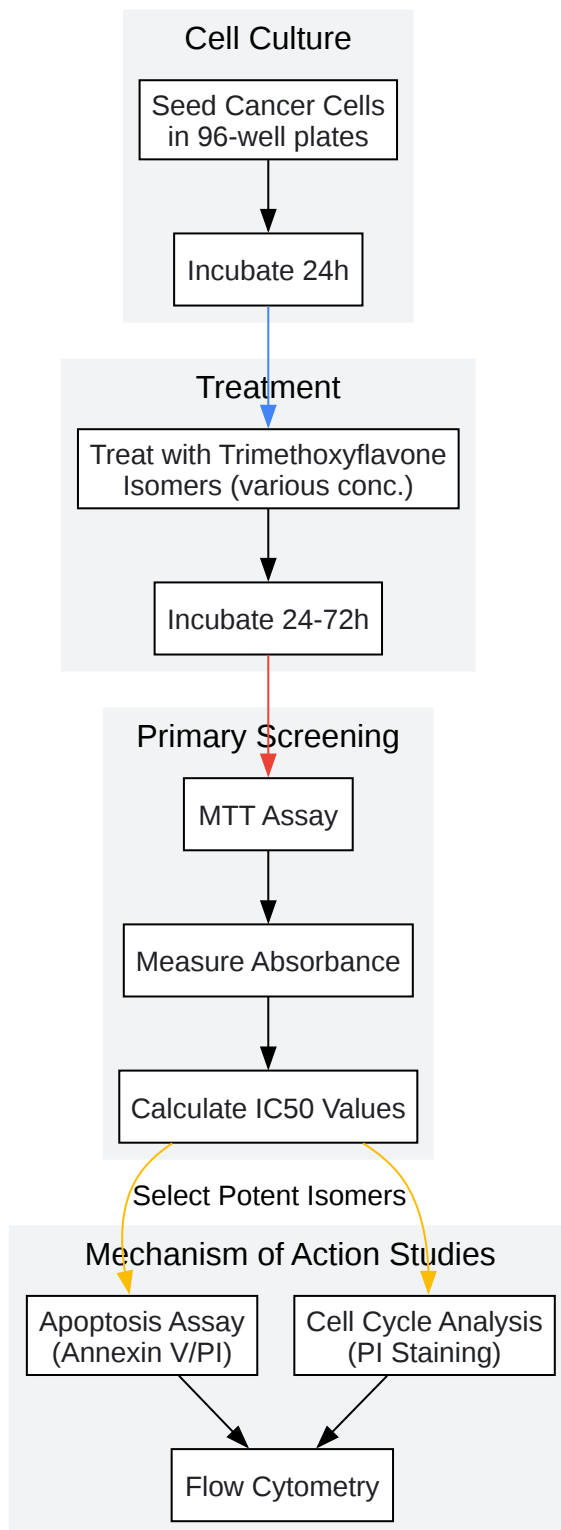 Cell Culture
Seed Cancer Cells
in 96-well plates
Incubate 24h
Treatment
Treat with Trimethoxyflavone
Isomers (various conc.)
Incubate 24-72h
Primary Screening
MTT Assay
Measure Absorbance
Calculate IC50 Values
Select Potent Isomers
Mechanism of Action Studies
Apoptosis Assay
(Annexin V/PI)
Cell Cycle Analysis
(PI Staining)
Flow Cytometry